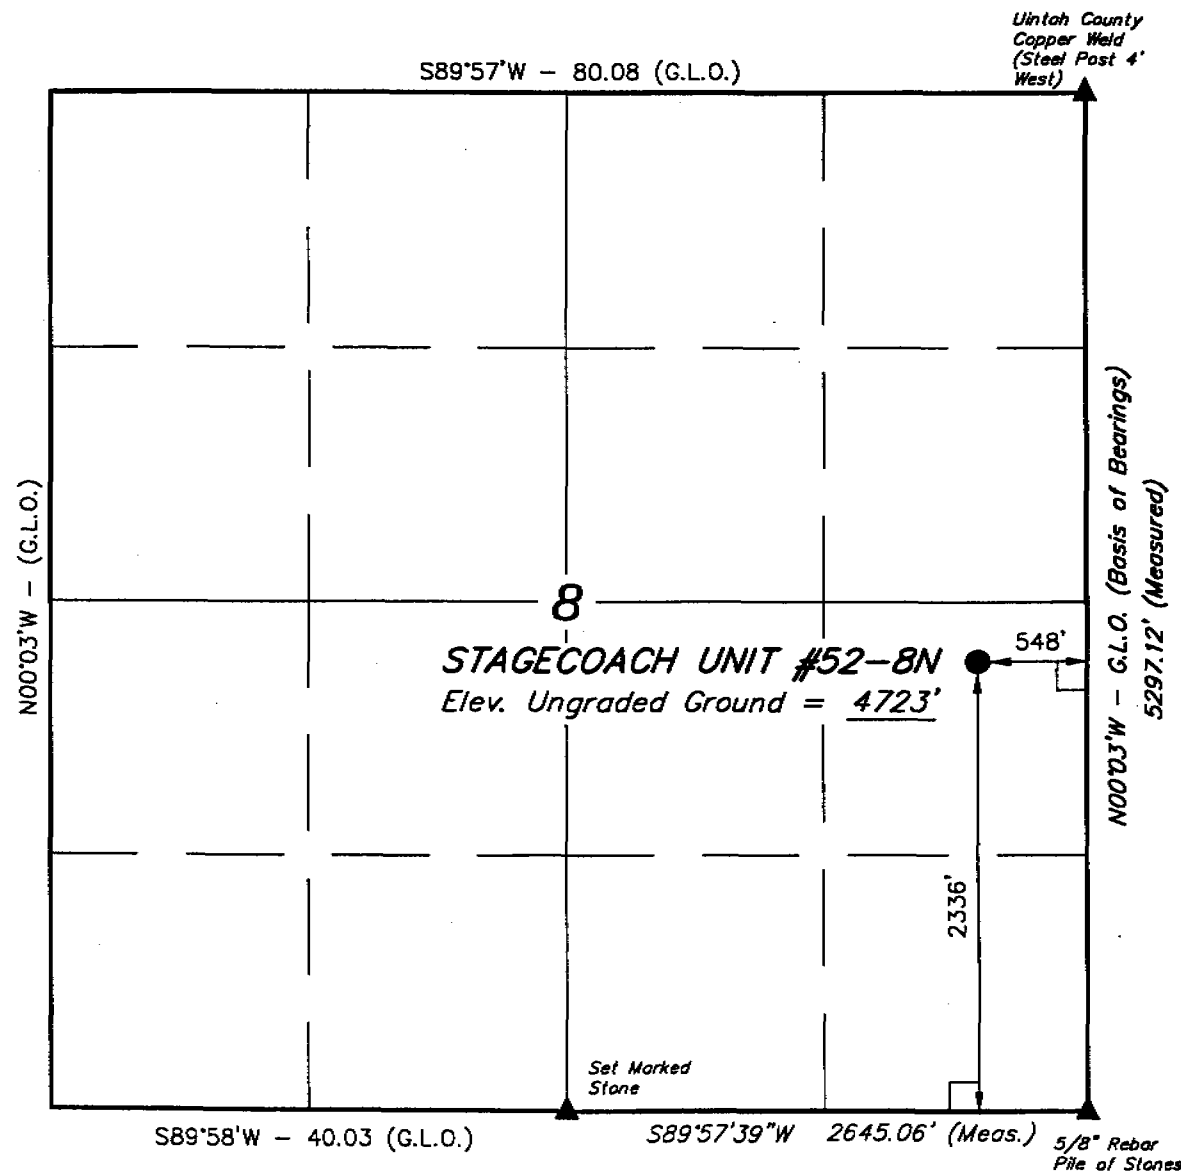 Uintah County
Copper Weld
(Steel Post 4'
West)
S89°57'W – 80.08 (G.L.O.)
N00°03'W – (G.L.O.)
N00°03'W – G.L.O. (Basis of Bearings)
5297.12' (Measured)
8
548'
STAGECOACH UNIT #52–8N
Elev. Ungraded Ground = 4723'
2336'
Set Marked
Stone
S89°58'W – 40.03 (G.L.O.)
S89°57'39"W 2645.06' (Meas.)
5/8" Rebar
Pile of Stones